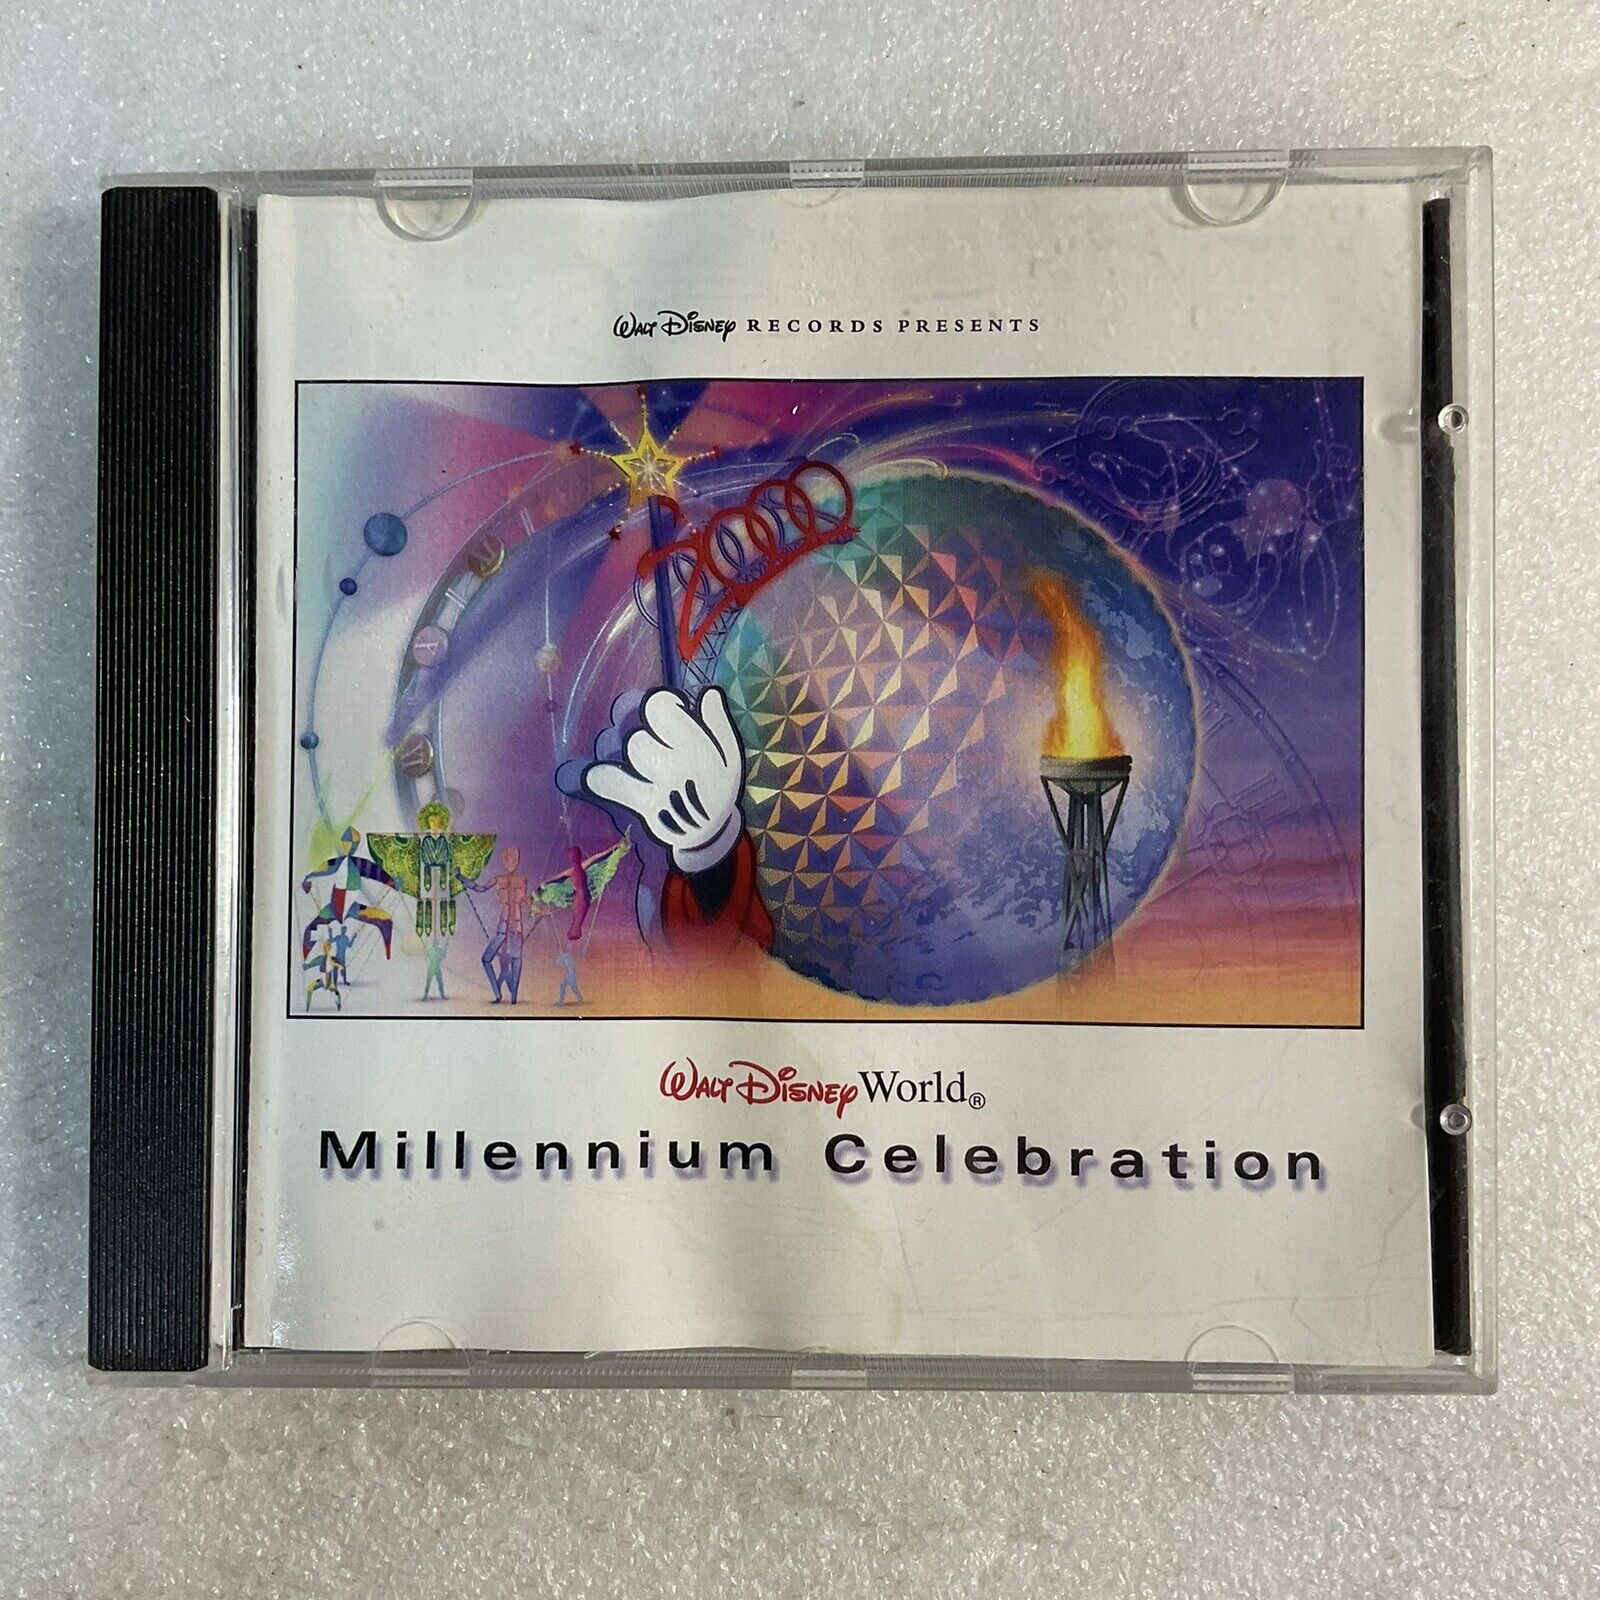 Walt Disney RECORDS PRESENTS
2000
Walt Disney World®
Millennium Celebration